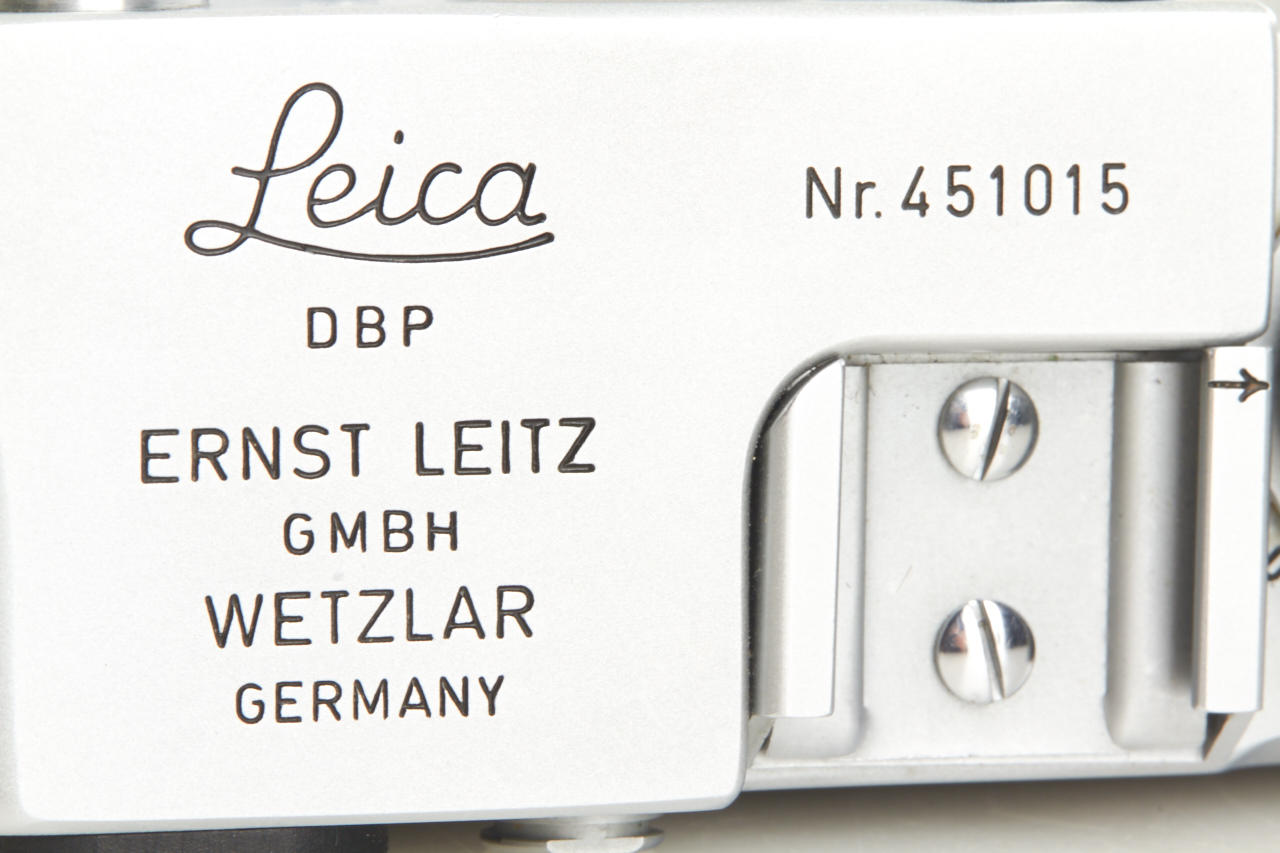 Leica
DBP
ERNST LEITZ
GMBH
WETZLAR
GERMANY
Nr. 451015